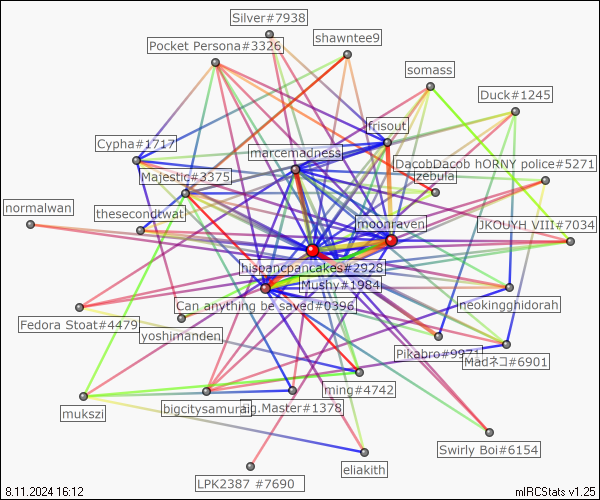 Silver#7938
shawntee9
Pocket Persona#3326
somass
Duck#1245
frisout
Cypha#1717
marcemadness
DacobDacob hORNY police#5271
zebula
Majestic#3375
normalwan
thesecondtwat
moonraven
JKOUYH VIII#7034
hispancpancakes#2928
Mushy#1984
Can anything be saved#0396
neokingghidorah
Fedora Stoat#4479
yoshimanden
Pikabro#9971
Madネコ#6901
ming#4742
mukszi
bigcitysamurai
ig.Master#1378
Swirly Boi#6154
eliakith
LPK2387 #7690
8.11.2024 16:12
mIRCStats v1.25